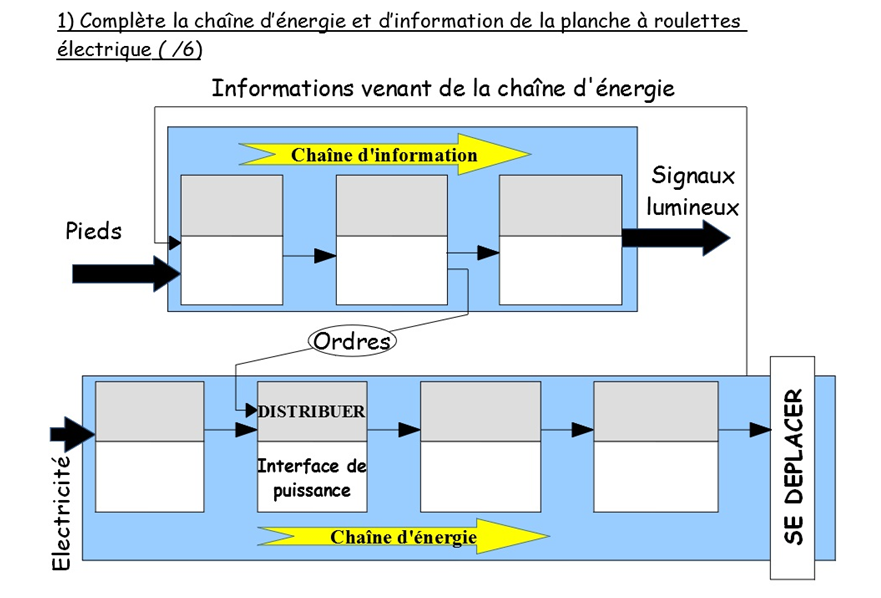 1) Complète la chaîne d’énergie et d’information de la planche à roulettes
électrique ( /6)
Informations venant de la chaîne d'énergie
Chaîne d'information
Signaux
lumineux
Pieds
Ordres
DISTRIBUER
Interface de
puissance
Electricité
SE DEPLACER
Chaîne d'énergie